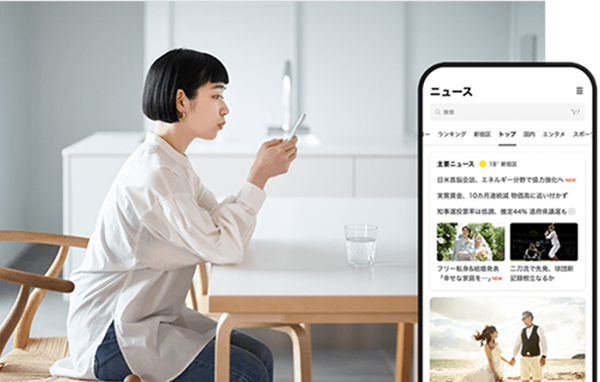 ニュース
検索
ランキング 新宿区 トップ 国内 エンタメ スポー
主要ニュース 18° 新宿区
日米首脳会談、エネルギー分野で協力強化へ NEW
実質賃金、10カ月連続減 物価高に追い付かず
知事選投票率は低調、推定44% 道府県議選も
フリー転身&結婚発表
「幸せな家庭を…」 NEW
二刀流で先発。球団新
記録樹立なるか